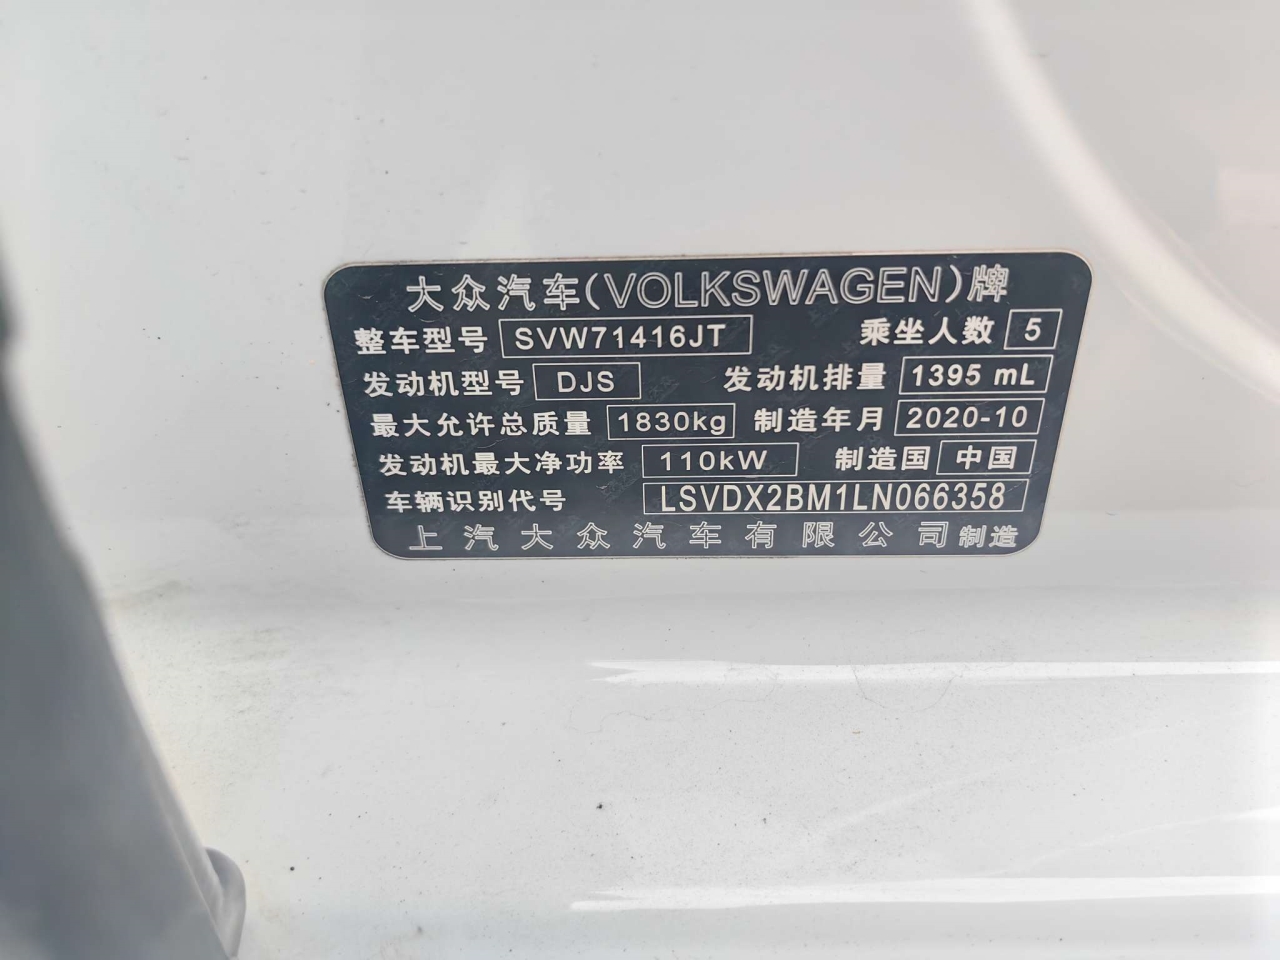 大众汽车(VOLKSWAGEN)牌
整车型号 SVW71416JT 乘坐人数 5
发动机型号 DJS 发动机排量 1395 mL
最大允许总质量 1830kg 制造年月 2020-10
发动机最大净功率 110kW 制造国 中国
车辆识别代号 LSVDX2BM1LN066358
上汽大众汽车有限公司制造